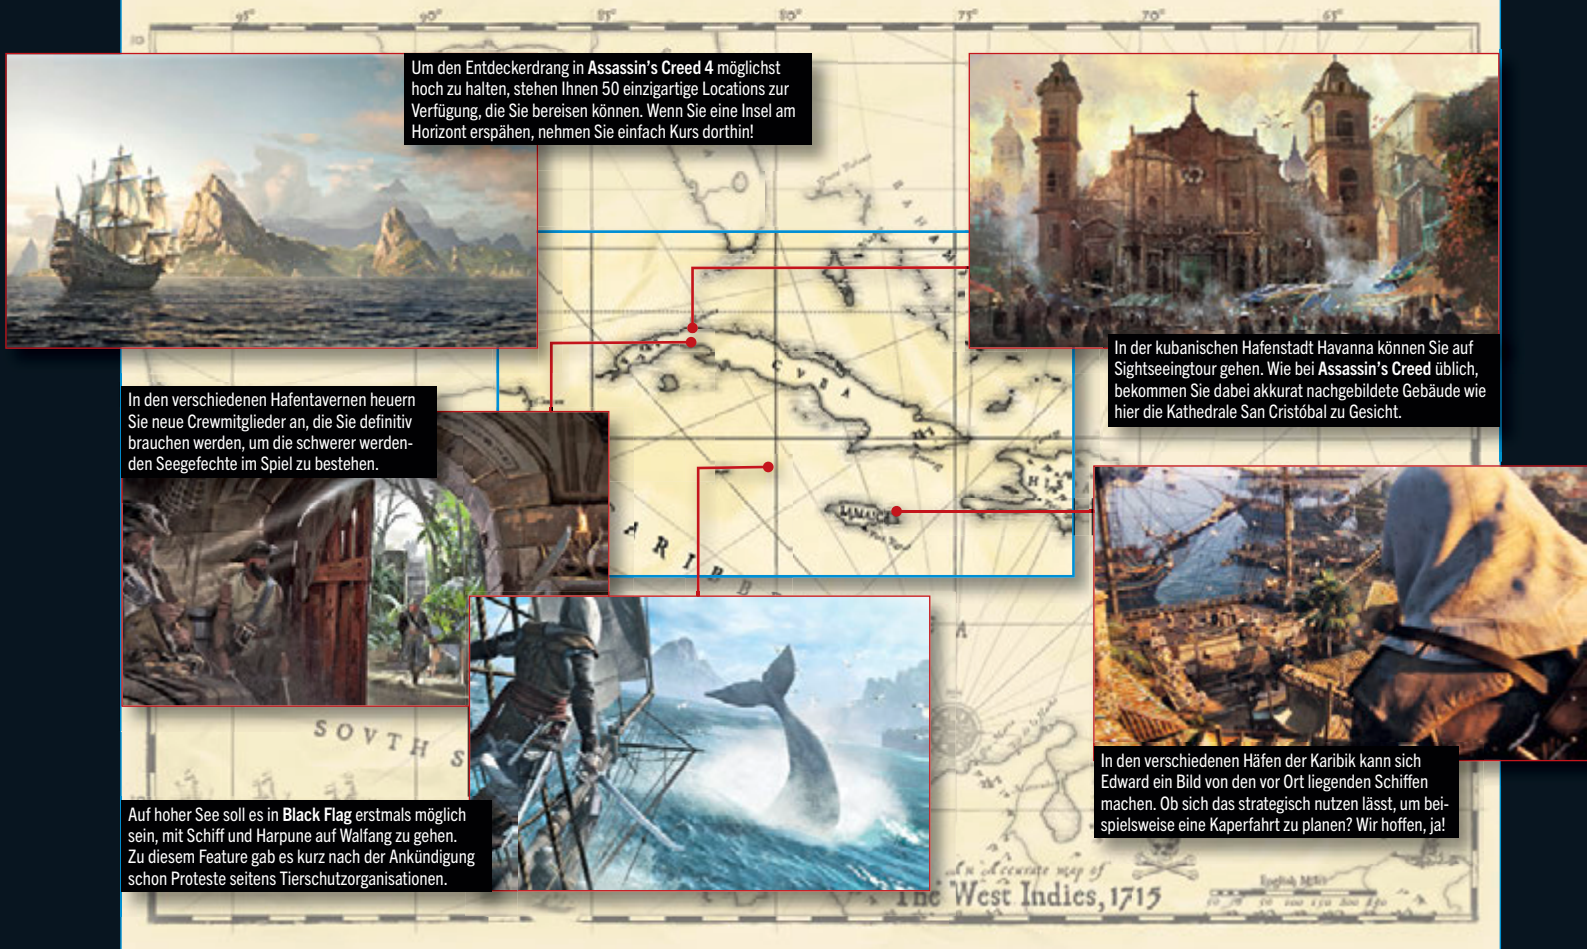 95° 90° 85° 80° 75° 70° 65°
Um den Entdeckerdrang in Assassin's Creed 4 möglichst
hoch zu halten, stehen Ihnen 50 einzigartige Locations zur
Verfügung, die Sie bereisen können. Wenn Sie eine Insel am
Horizont erspähen, nehmen Sie einfach Kurs dorthin!
BAHAM
CVBA
In der kubanischen Hafenstadt Havanna können Sie auf
Sightseeingtour gehen. Wie bei Assassin's Creed üblich,
bekommen Sie dabei akkurat nachgebildete Gebäude wie
hier die Kathedrale San Cristóbal zu Gesicht.
In den verschiedenen Hafentavernen heuern
Sie neue Crewmitglieder an, die Sie definitiv
brauchen werden, um die schwerer werden-
den Seegefechte im Spiel zu bestehen.
HIS
JAMAICA
ARIBB
A
SOVTH S
In den verschiedenen Häfen der Karibik kann sich
Edward ein Bild von den vor Ort liegenden Schiffen
machen. Ob sich das strategisch nutzen lässt, um bei-
spielsweise eine Kaperfahrt zu planen? Wir hoffen, ja!
Auf hoher See soll es in Black Flag erstmals möglich
sein, mit Schiff und Harpune auf Walfang zu gehen.
Zu diesem Feature gab es kurz nach der Ankündigung
schon Proteste seitens Tierschutzorganisationen.
An Accurate map of
The West Indies, 1715
English Miles